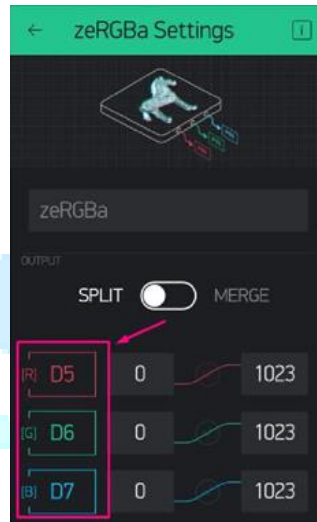 zeRGBa Settings
zeRGBa
OUTPUT
SPLIT MERGE
[R] D5 0 1023
[G] D6 0 1023
[B] D7 0 1023